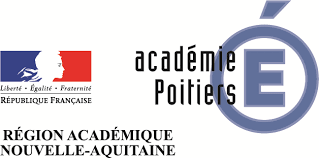 Liberté • Égalité • Fraternité
RÉPUBLIQUE FRANÇAISE
académie
Poitiers
É
RÉGION ACADÉMIQUE
NOUVELLE-AQUITAINE